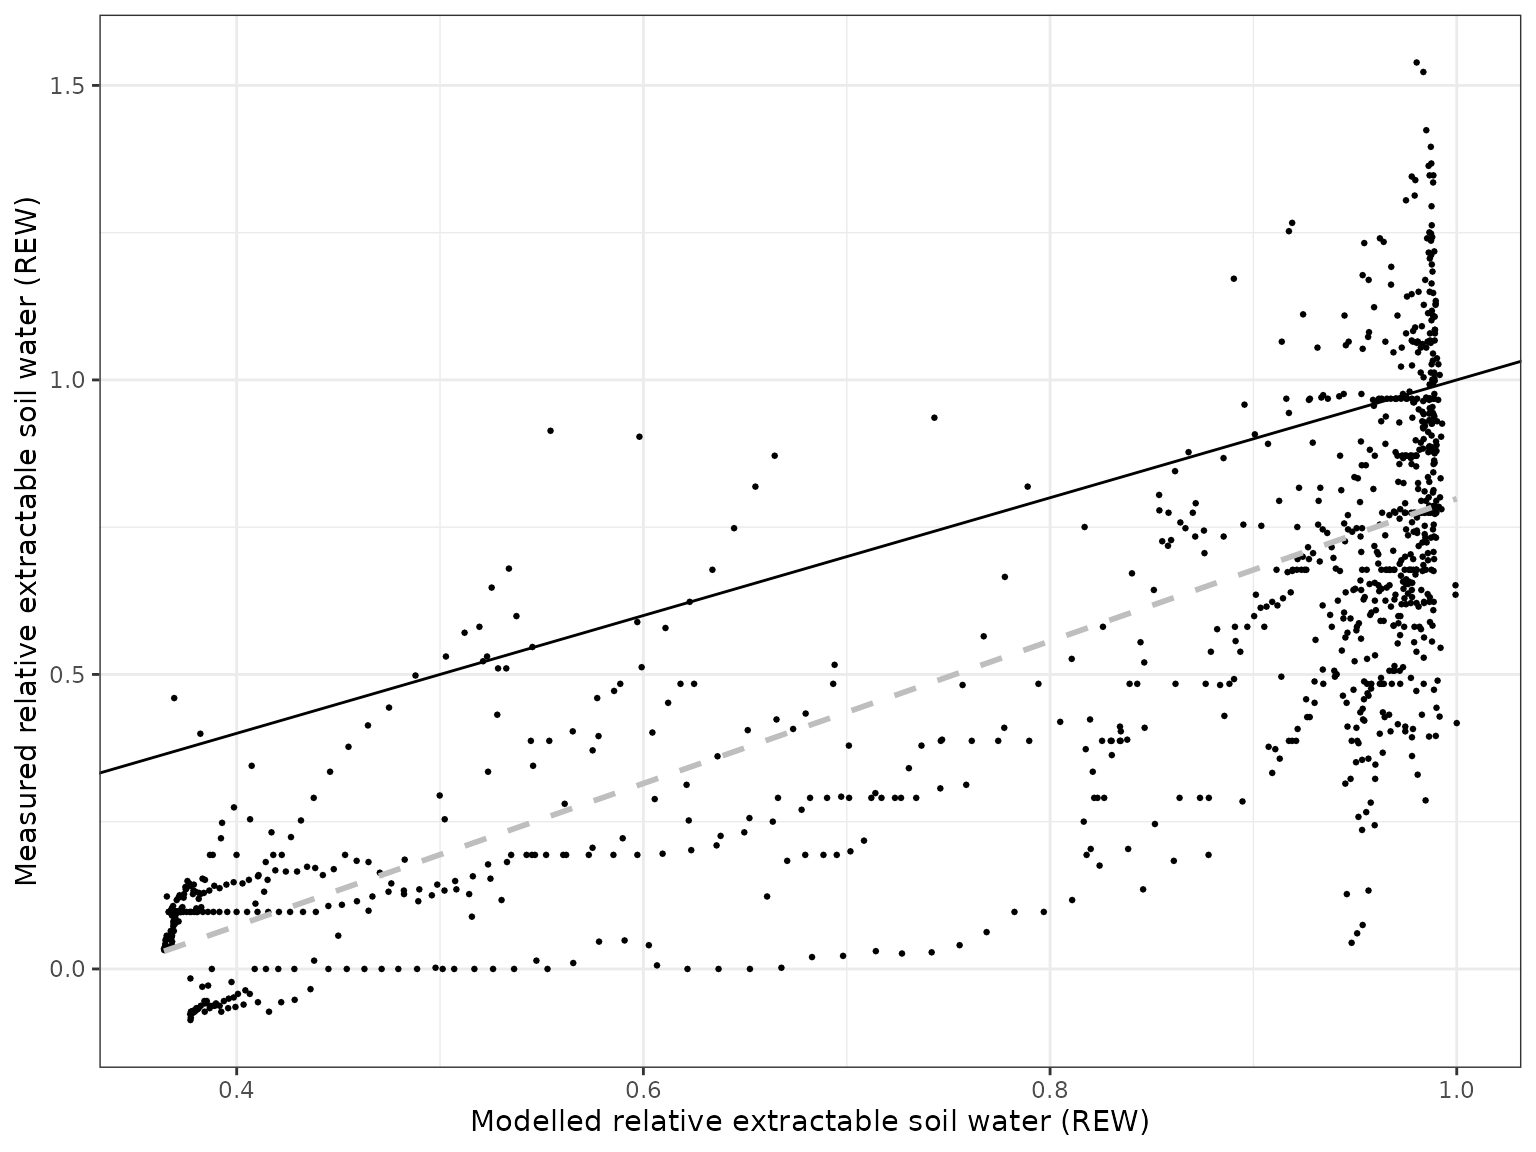 Measured relative extractable soil water (REW)
1.5
1.0
0.5
0.0
0.4 0.6 0.8 1.0
Modelled relative extractable soil water (REW)